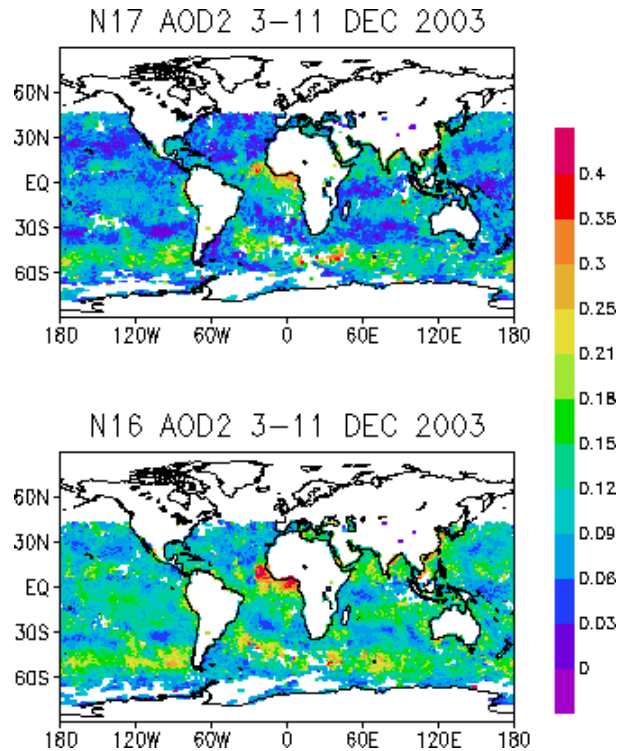 N17 AOD2 3-11 DEC 2003
60N
30N
EQ
30S
60S
180 120W 60W 0 60E 120E 180
0.4
0.35
0.3
0.25
0.21
0.18
0.15
0.12
0.09
0.06
0.03
0
N16 AOD2 3-11 DEC 2003
60N
30N
EQ
30S
60S
180 120W 60W 0 60E 120E 180